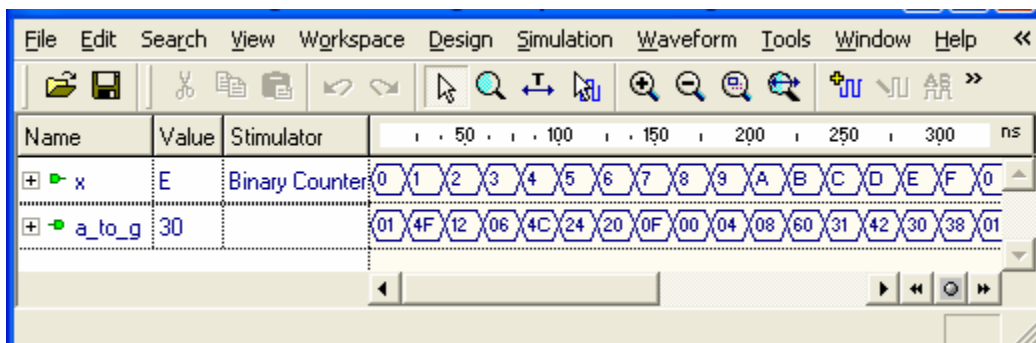 File Edit Search View Workspace Design Simulation Waveform Tools Window Help «
Name Value Stimulator 50 100 150 200 250 300 ns
x E Binary Counter 0 1 2 3 4 5 6 7 8 9 A B C D E F 0
a_to_g 30 01 4F 12 06 4C 24 20 0F 00 04 08 60 31 42 30 38 01